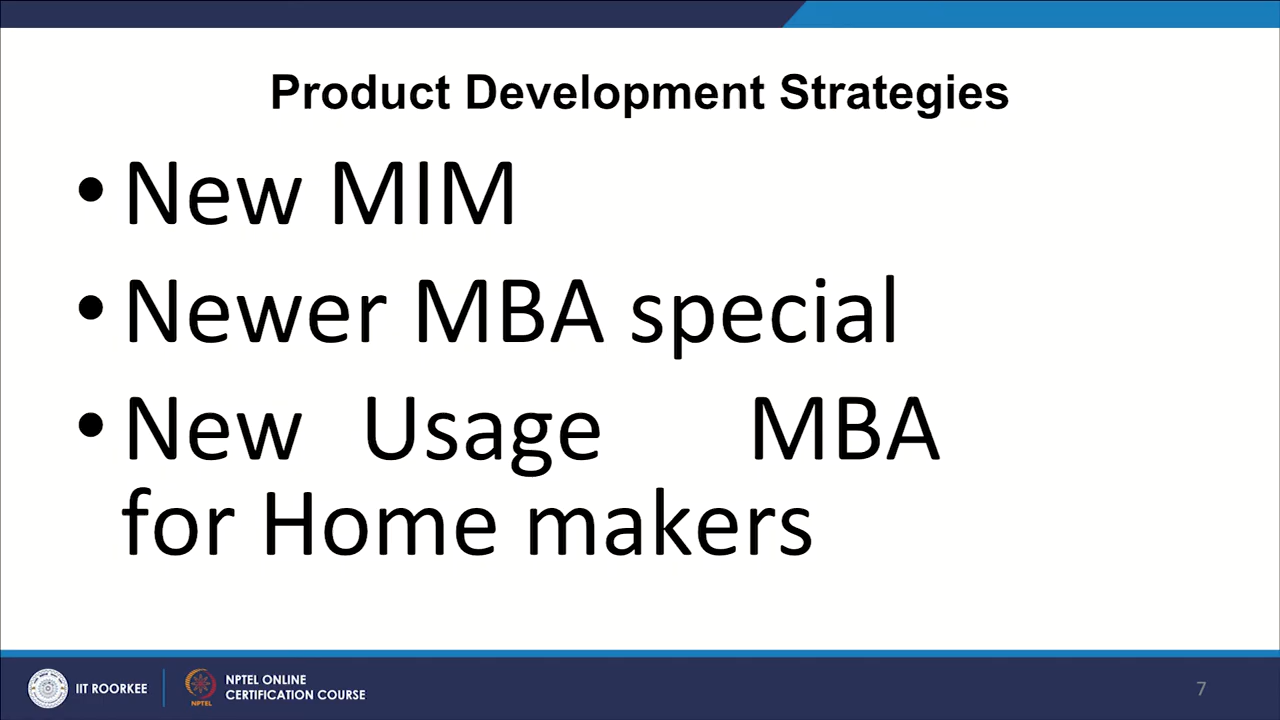 Product Development Strategies
• New MIM
• Newer MBA special
• New Usage MBA
for Home makers
IIT ROORKEE
NPTEL
NPTEL ONLINE
CERTIFICATION COURSE
7